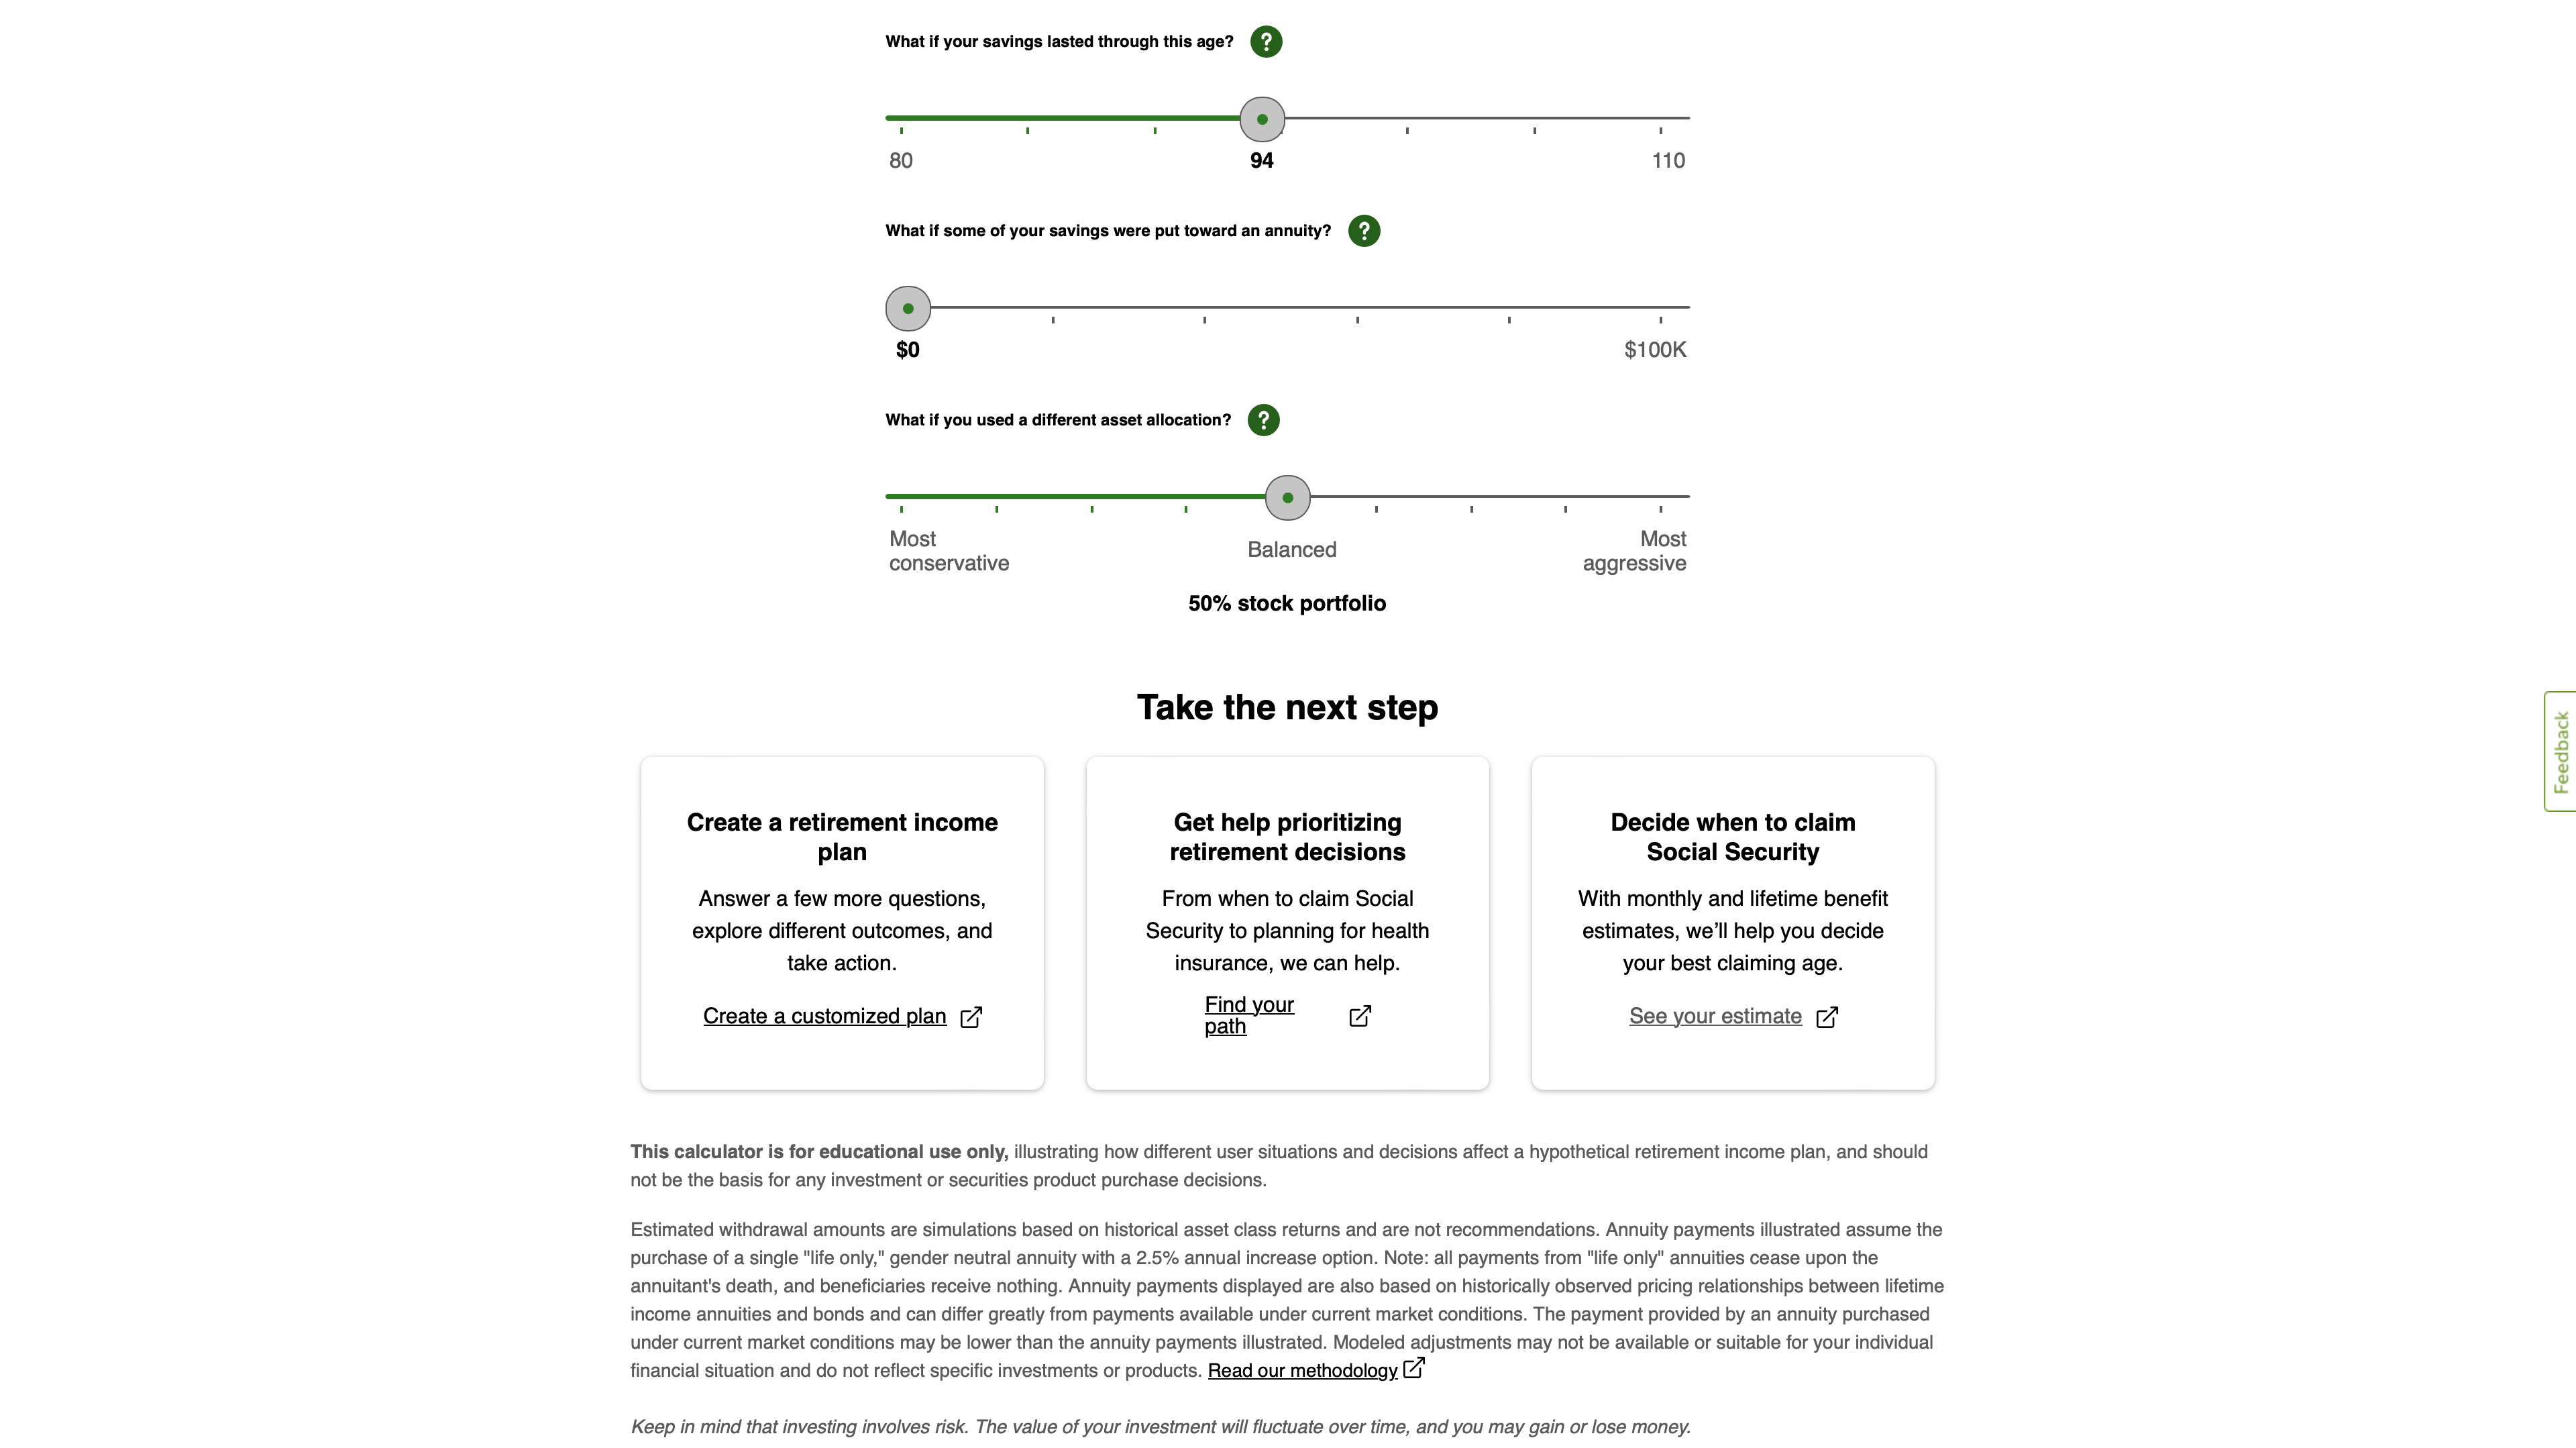 What if your savings lasted through this age? ?
80 94 110
What if some of your savings were put toward an annuity? ?
$0 $100K
What if you used a different asset allocation? ?
Most
conservative
Balanced
Most
aggressive
50% stock portfolio
Take the next step
Create a retirement income
plan
Answer a few more questions,
explore different outcomes, and
take action.
Create a customized plan
Get help prioritizing
retirement decisions
From when to claim Social
Security to planning for health
insurance, we can help.
Find your
path
Decide when to claim
Social Security
With monthly and lifetime benefit
estimates, we’ll help you decide
your best claiming age.
See your estimate
Feedback
This calculator is for educational use only, illustrating how different user situations and decisions affect a hypothetical retirement income plan, and should
not be the basis for any investment or securities product purchase decisions.
Estimated withdrawal amounts are simulations based on historical asset class returns and are not recommendations. Annuity payments illustrated assume the
purchase of a single "life only," gender neutral annuity with a 2.5% annual increase option. Note: all payments from "life only" annuities cease upon the
annuitant's death, and beneficiaries receive nothing. Annuity payments displayed are also based on historically observed pricing relationships between lifetime
income annuities and bonds and can differ greatly from payments available under current market conditions. The payment provided by an annuity purchased
under current market conditions may be lower than the annuity payments illustrated. Modeled adjustments may not be available or suitable for your individual
financial situation and do not reflect specific investments or products. Read our methodology
Keep in mind that investing involves risk. The value of your investment will fluctuate over time, and you may gain or lose money.